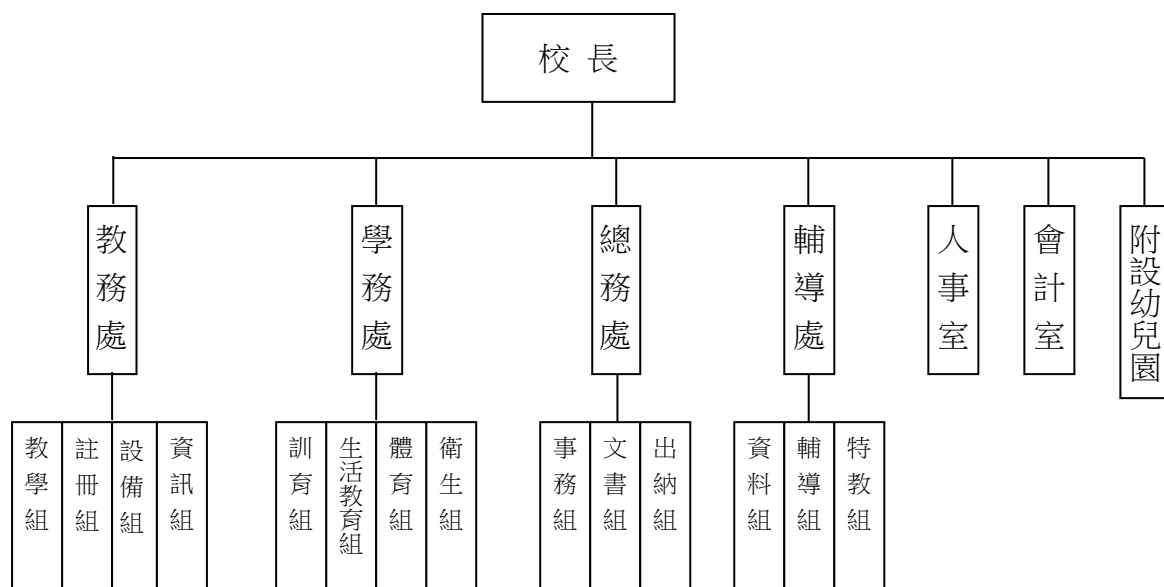 校長
教務處
學務處
總務處
輔導處
人事室
會計室
附設幼兒園
教學組
註冊組
設備組
資訊組
訓育組
生活教育組
體育組
衛生組
事務組
文書組
出納組
資料組
輔導組
特教組